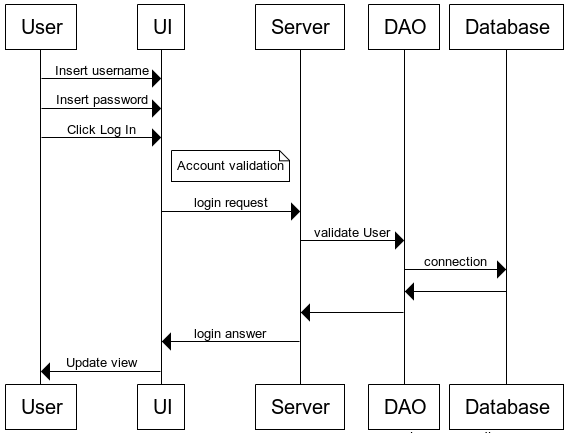 User UI Server DAO Database
Insert username
Insert password
Click Log In
Account validation
login request
validate User
connection
login answer
Update view
User UI Server DAO Database